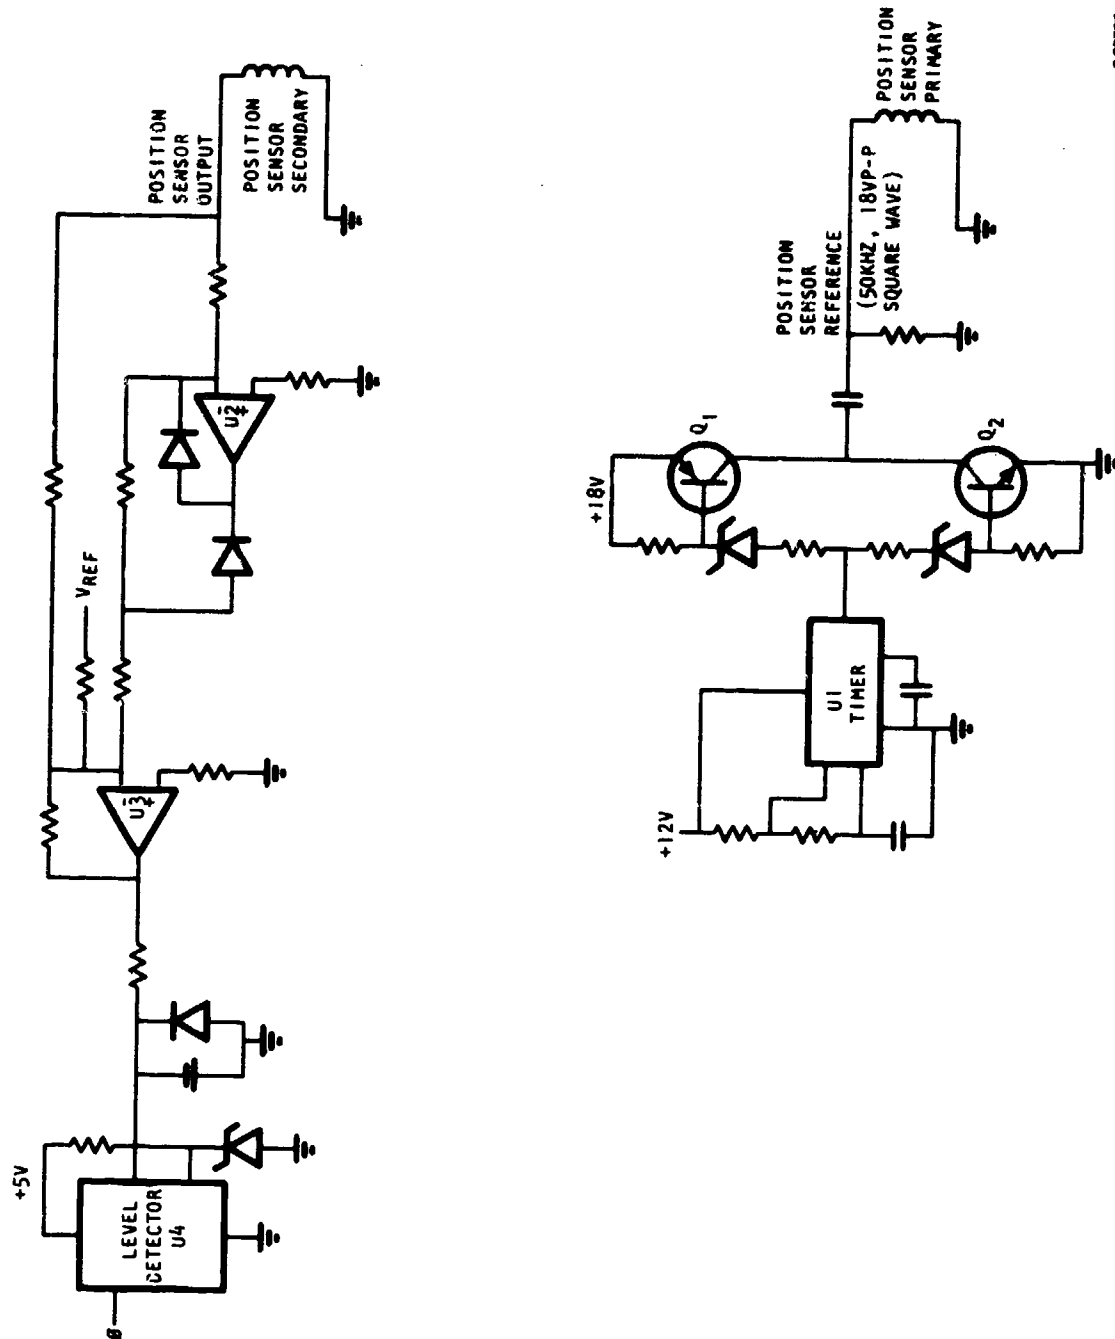 POSITION
SENSOR
OUTPUT
POSITION
SENSOR
SECONDARY
-
U2
+
VREF
-
U3
+
+5V
LEVEL
DETECTOR
U4
Ø
POSITION
SENSOR
PRIMARY
POSITION
SENSOR
REFERENCE
(50KHZ, 18VP-P
SQUARE WAVE)
+18V
Q1
Q2
U1
TIMER
+12V